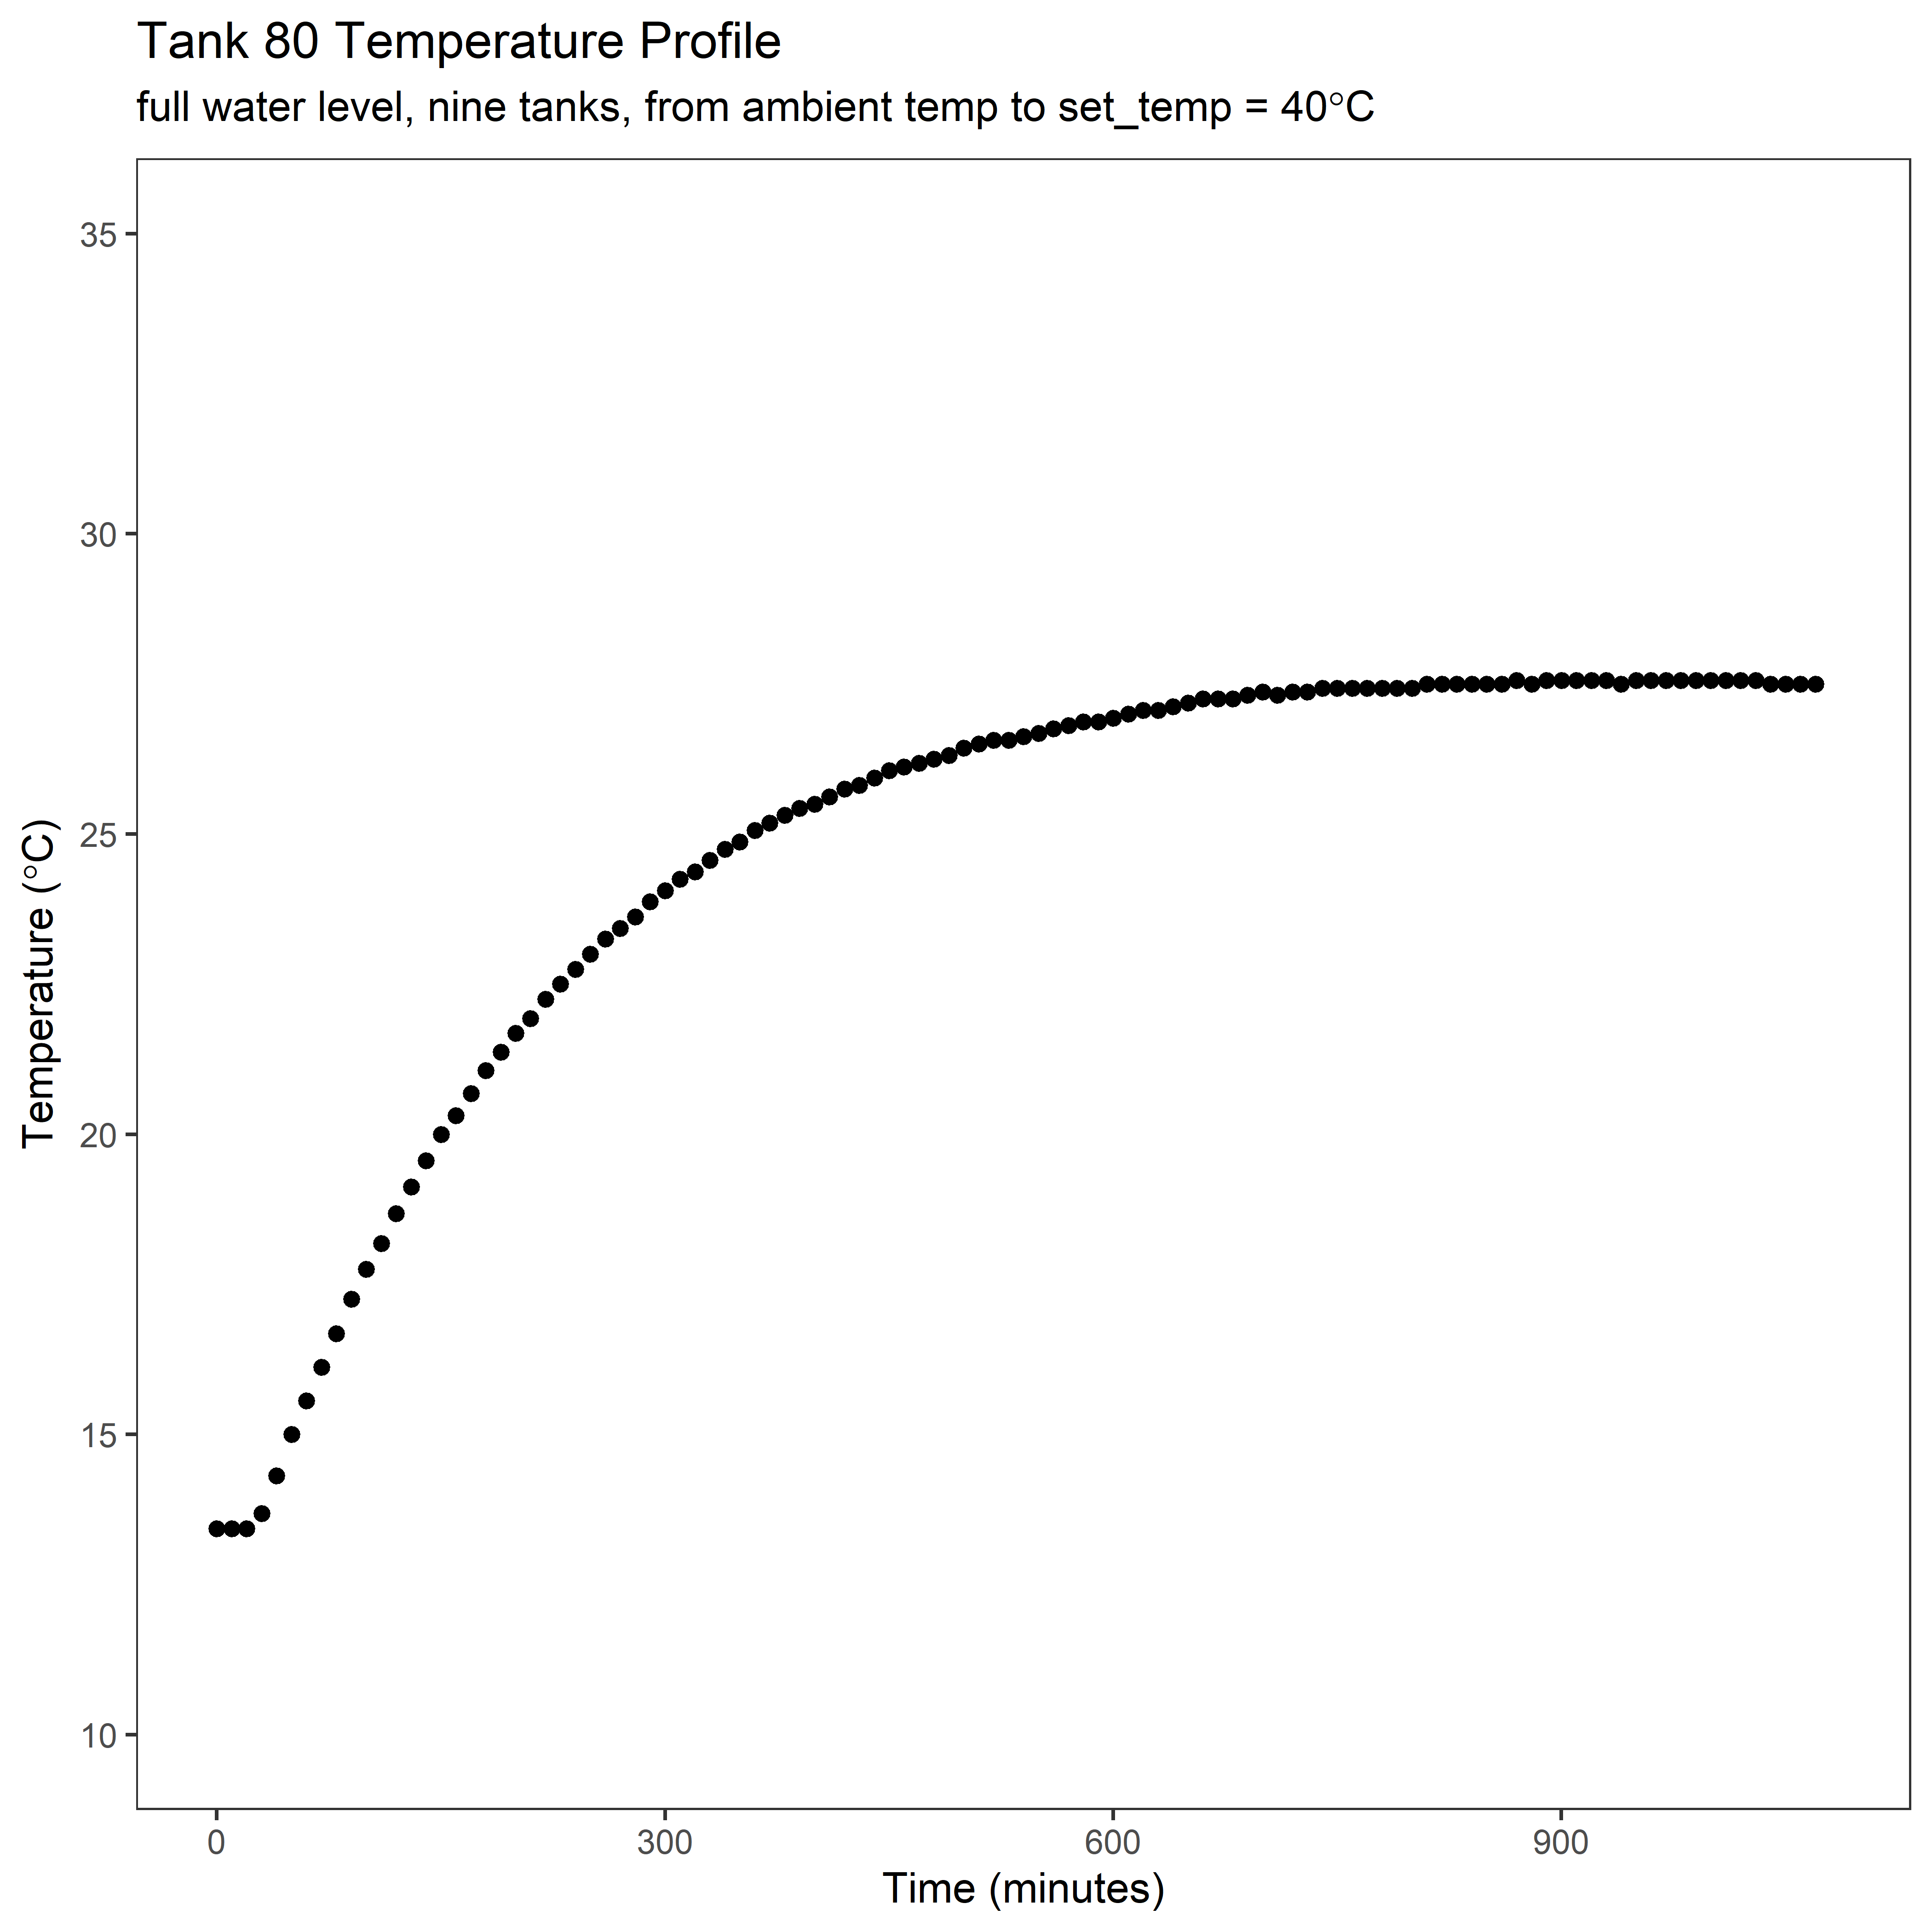 Tank 80 Temperature Profile
full water level, nine tanks, from ambient temp to set_temp = 40°C
35
30
25
20
15
10
Temperature (°C)
0 300 600 900
Time (minutes)